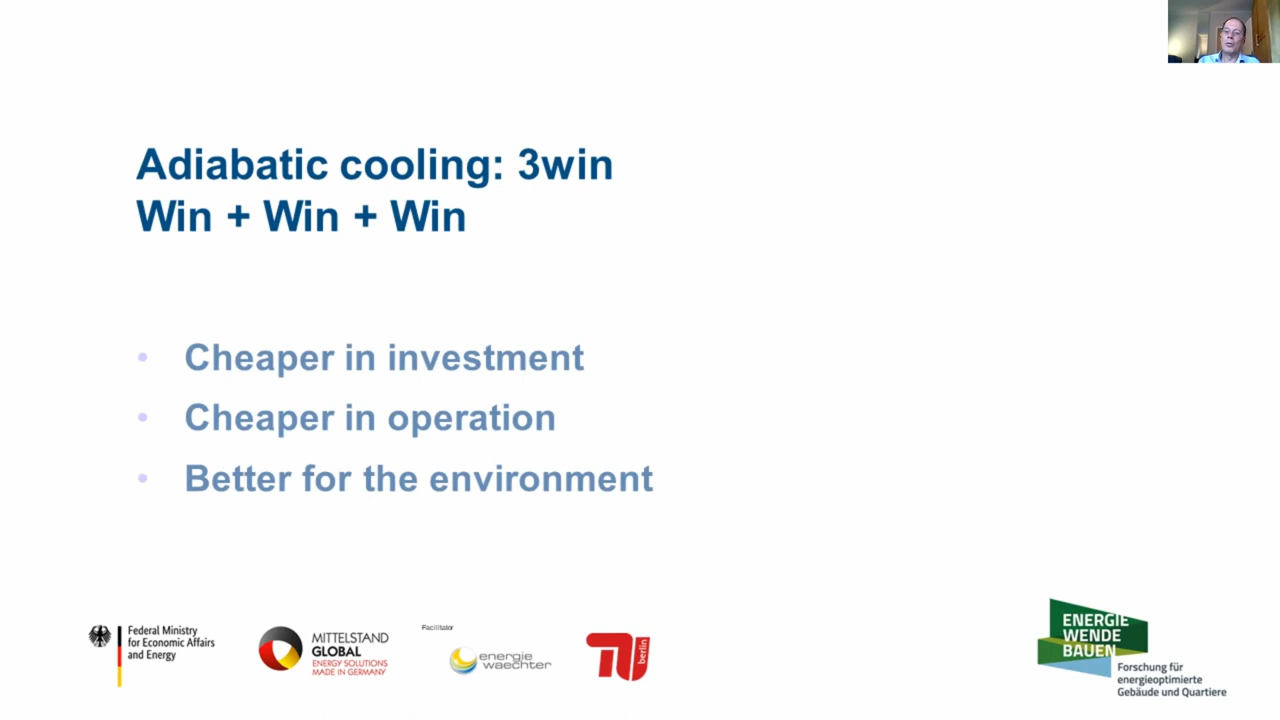 Adiabatic cooling: 3win
Win + Win + Win
• Cheaper in investment
• Cheaper in operation
• Better for the environment
Federal Ministry
for Economic Affairs
and Energy
MITTELSTAND
GLOBAL
ENERGY SOLUTIONS
MADE IN GERMANY
Facilitator
energie
waechter
TU
berlin
ENERGIE
WENDE
BAUEN
Forschung für
energieoptimierte
Gebäude und Quartiere